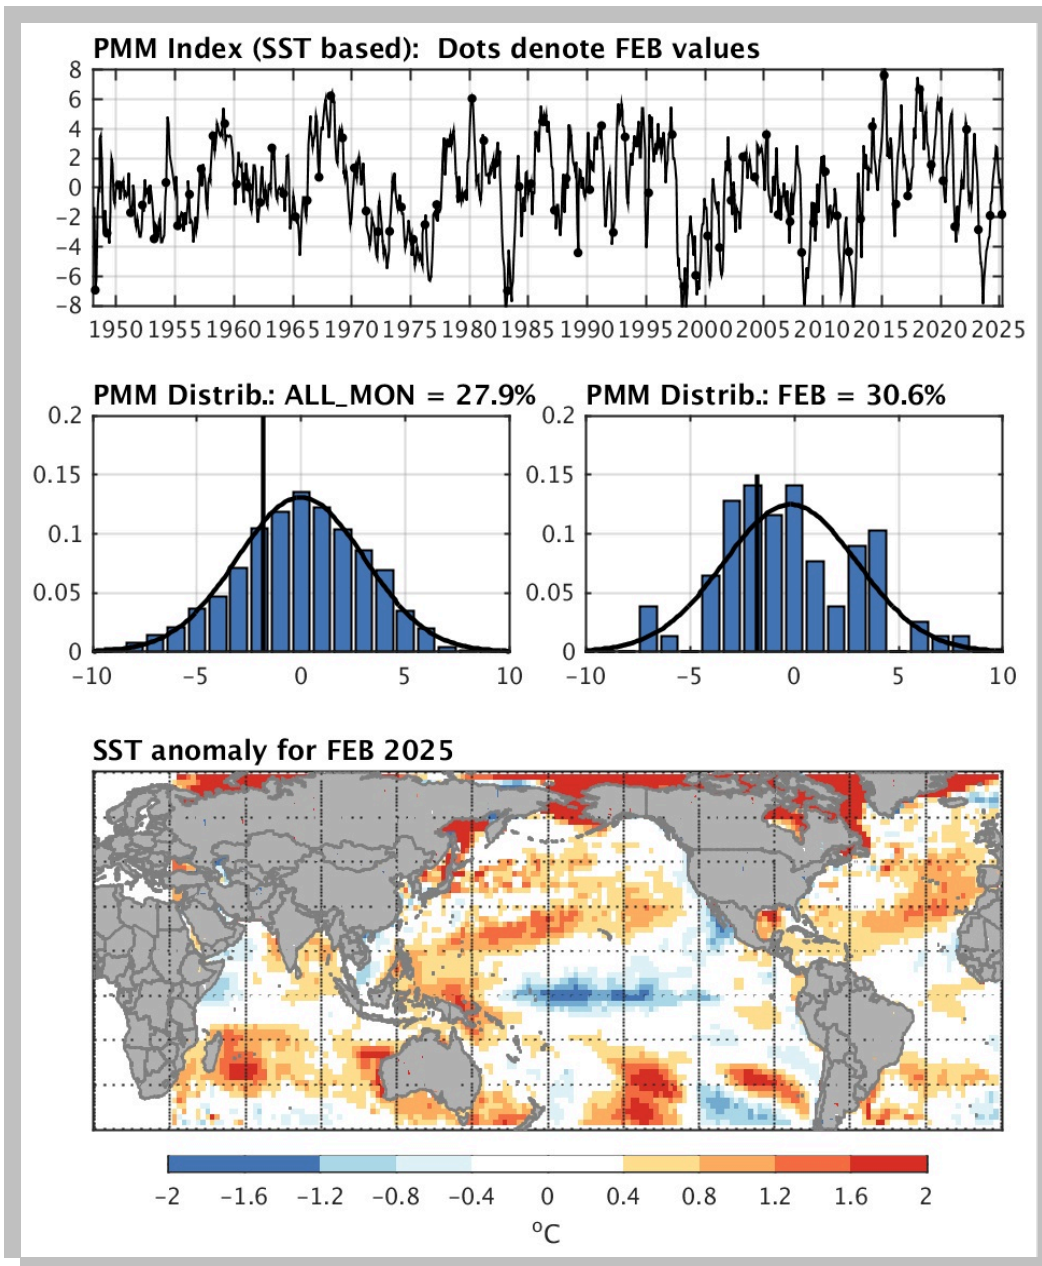 PMM Index (SST based):  Dots denote FEB values
8
6
4
2
0
−2
−4
−6
−8
1950 1955 1960 1965 1970 1975 1980 1985 1990 1995 2000 2005 2010 2015 2020 2025
PMM Distrib.: ALL_MON = 27.9%
0.2
0.15
0.1
0.05
0
−10 −5 0 5 10
PMM Distrib.: FEB = 30.6%
0.2
0.15
0.1
0.05
0
−10 −5 0 5 10
SST anomaly for FEB 2025
−2 −1.6 −1.2 −0.8 −0.4 0 0.4 0.8 1.2 1.6 2
°C